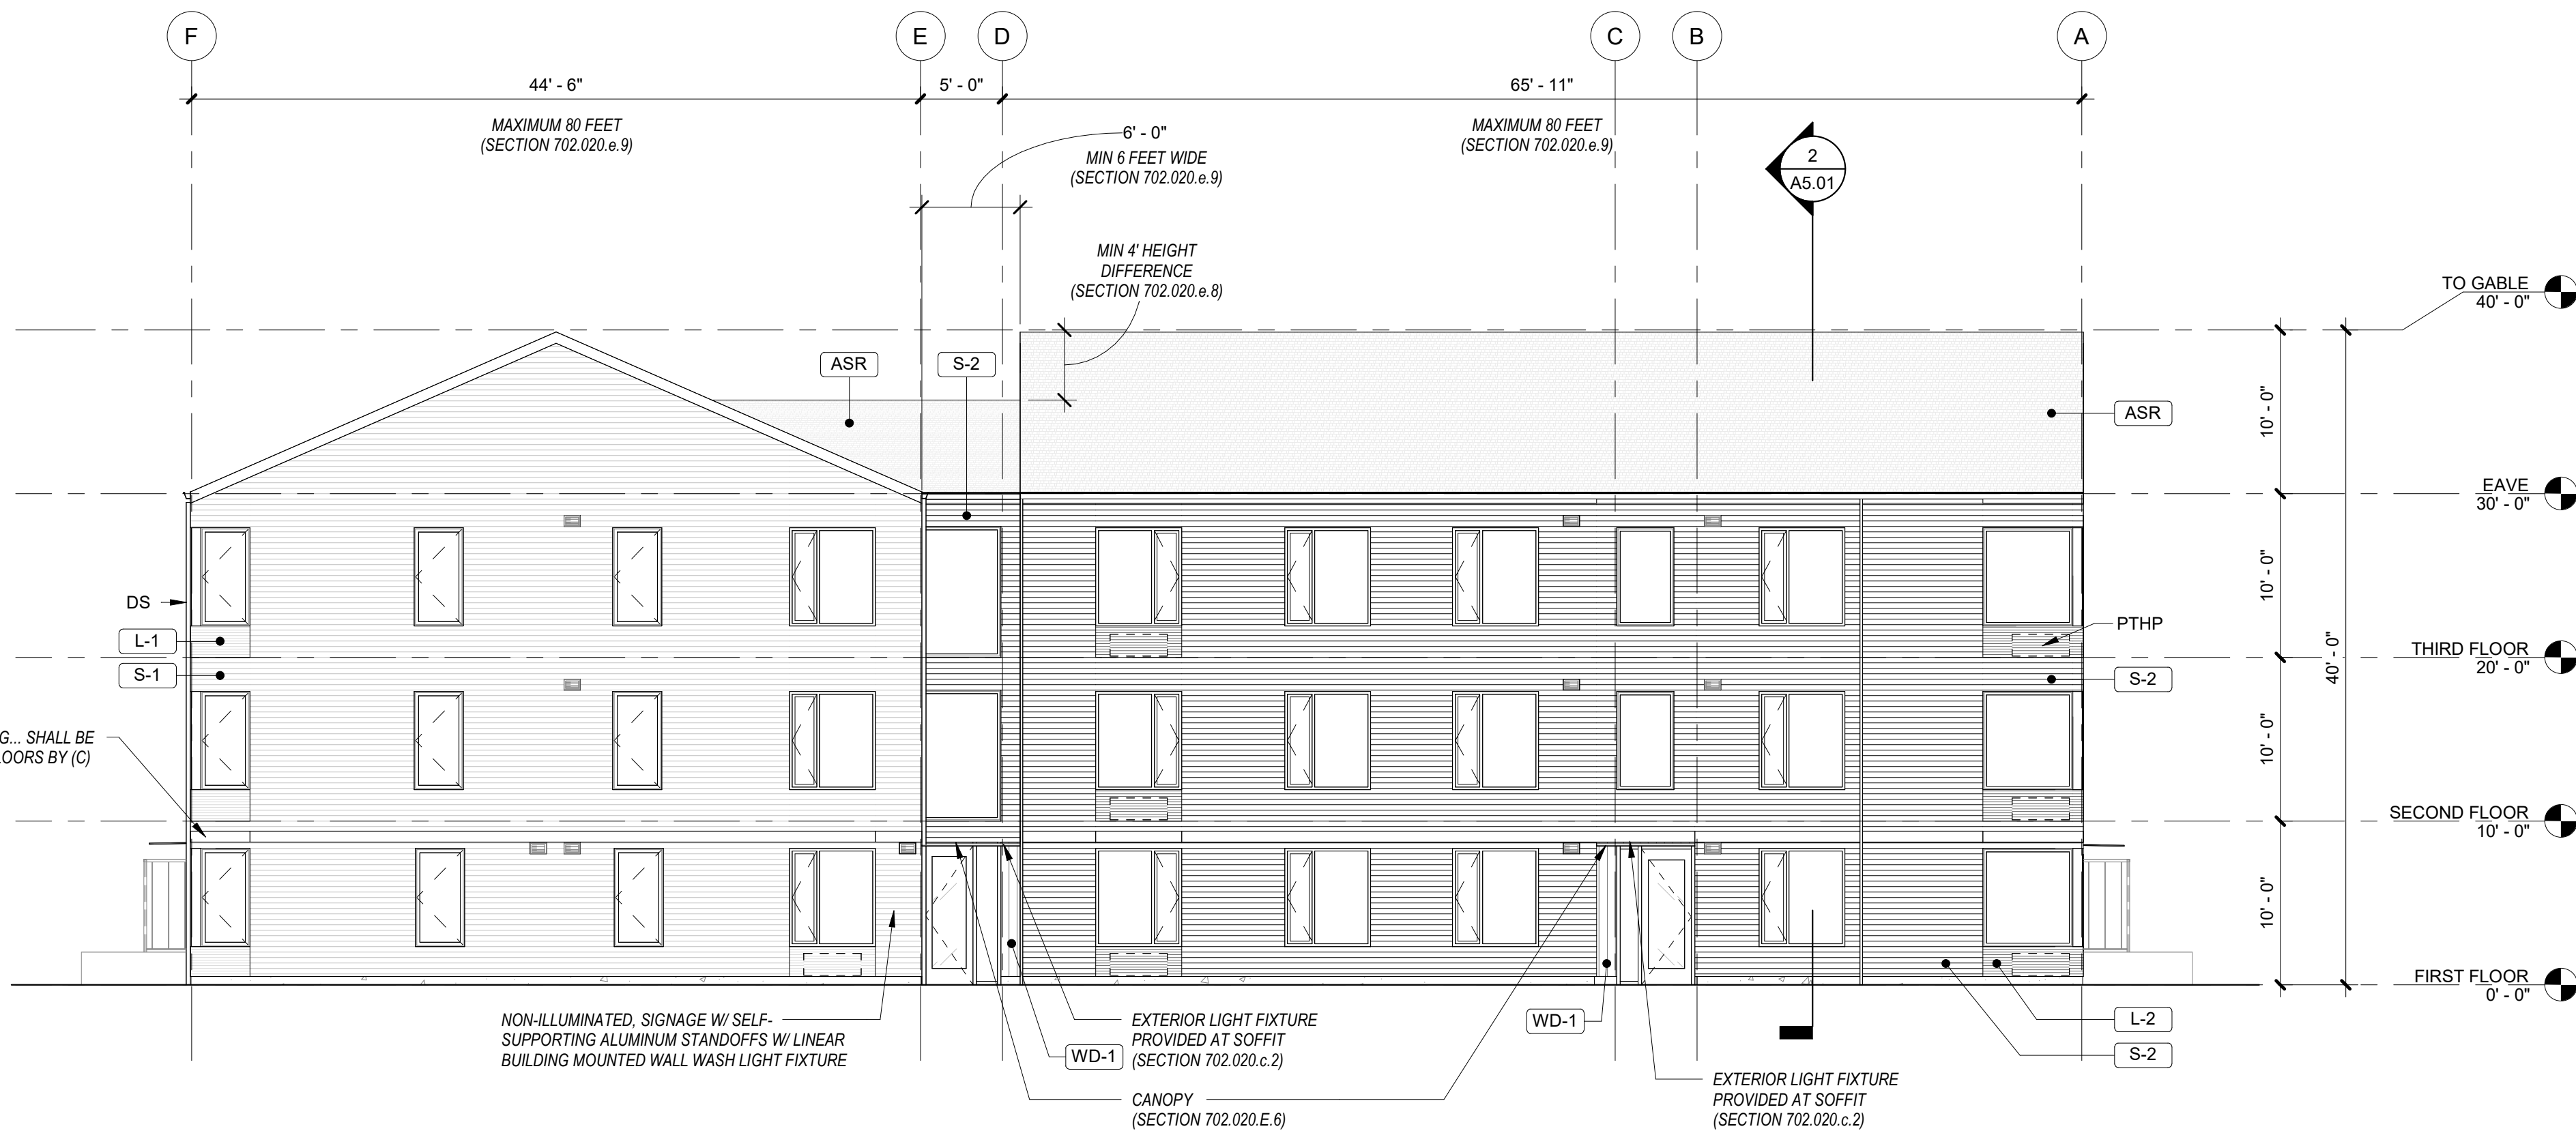 F
E
D
C
B
A
44' - 6"
5' - 0"
65' - 11"
MAXIMUM 80 FEET
(SECTION 702.020.e.9)
6' - 0"
MIN 6 FEET WIDE
(SECTION 702.020.e.9)
MAXIMUM 80 FEET
(SECTION 702.020.e.9)
2
A5.01
MIN 4' HEIGHT
DIFFERENCE
(SECTION 702.020.e.8)
TO GABLE
40' - 0"
ASR
S-2
ASR
10' - 0"
EAVE
30' - 0"
DS
L-1
S-1
10' - 0"
PTHP
THIRD FLOOR
20' - 0"
40' - 0"
S-2
G... SHALL BE
LOORS BY (C)
10' - 0"
SECOND FLOOR
10' - 0"
10' - 0"
FIRST FLOOR
0' - 0"
NON-ILLUMINATED, SIGNAGE W/ SELF-
SUPPORTING ALUMINUM STANDOFFS W/ LINEAR
BUILDING MOUNTED WALL WASH LIGHT FIXTURE
WD-1
EXTERIOR LIGHT FIXTURE
PROVIDED AT SOFFIT
(SECTION 702.020.c.2)
WD-1
L-2
S-2
CANOPY
(SECTION 702.020.E.6)
EXTERIOR LIGHT FIXTURE
PROVIDED AT SOFFIT
(SECTION 702.020.c.2)